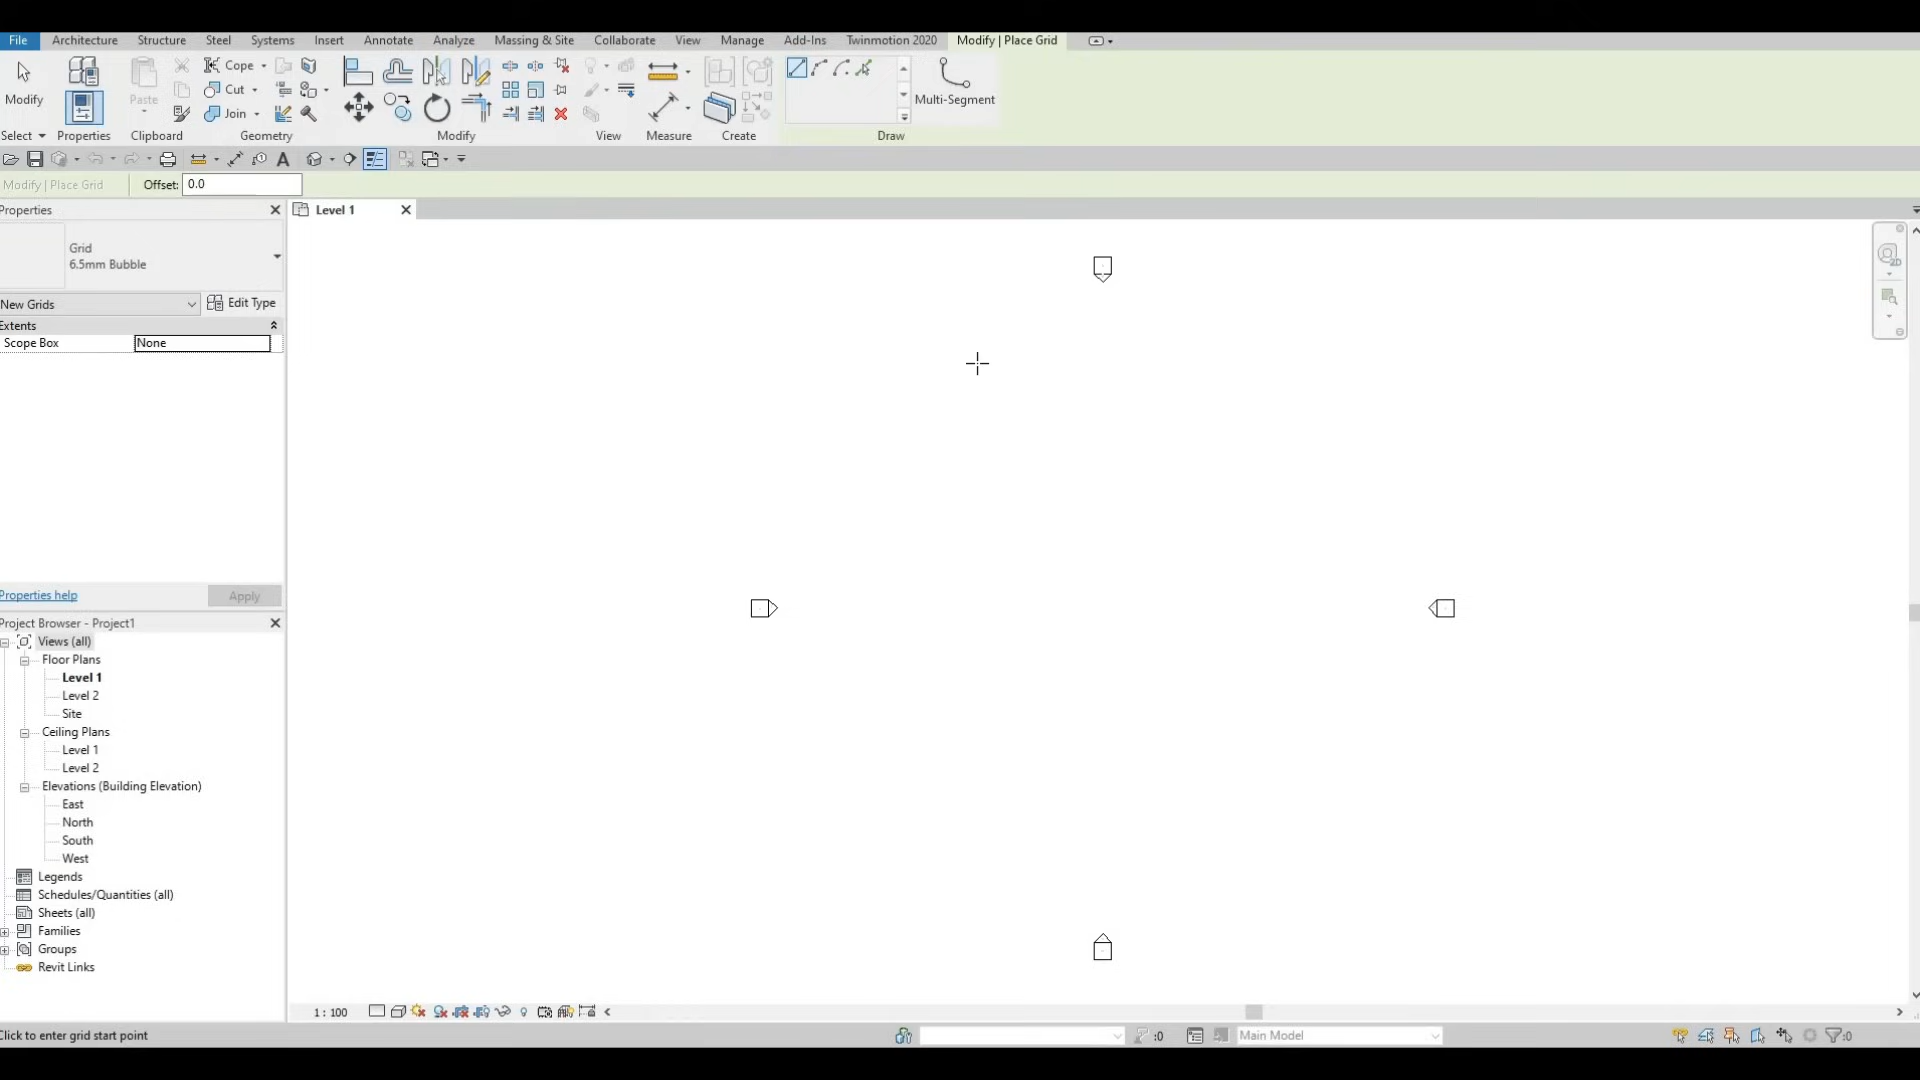 File Architecture Structure Steel Systems Insert Annotate Analyze Massing & Site Collaborate View Manage Add-Ins Twinmotion 2020 Modify | Place Grid
Cope
Cut
Join
Modify
Paste
Multi-Segment
Select Properties Clipboard Geometry Modify View Measure Create Draw
A
Modify | Place Grid Offset: 0.0
Properties
Level 1
Grid
6.5mm Bubble
New Grids Edit Type
Extents
Scope Box None
2D
Properties help Apply
Project Browser - Project1
Views (all)
Floor Plans
Level 1
Level 2
Site
Ceiling Plans
Level 1
Level 2
Elevations (Building Elevation)
East
North
South
West
Legends
Schedules/Quantities (all)
Sheets (all)
Families
Groups
Revit Links
1 : 100
Click to enter grid start point :0 Main Model :0